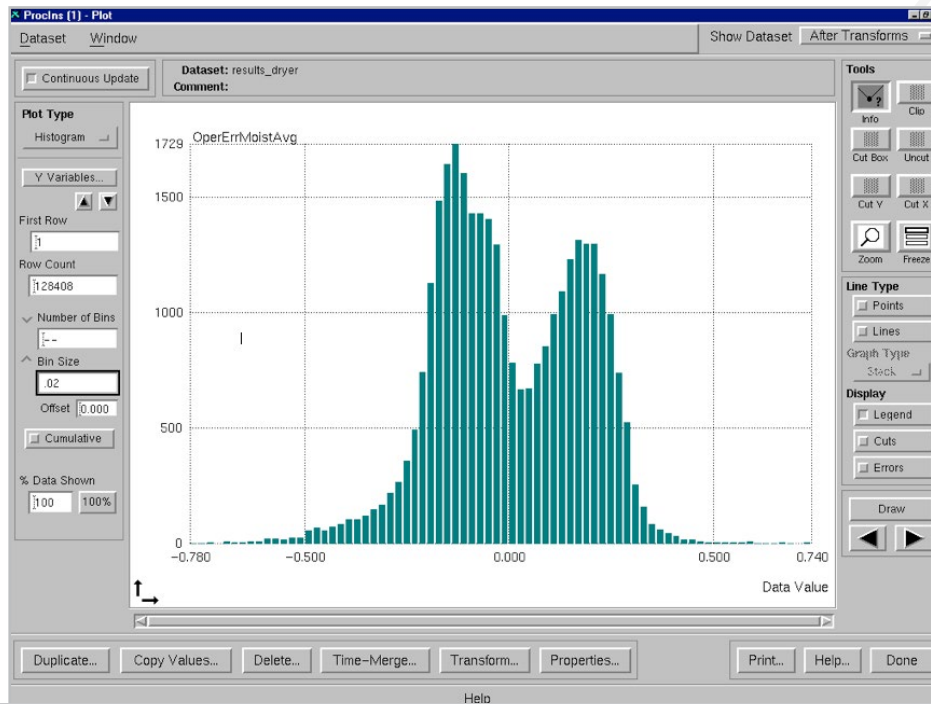 ProcIns (1) - Plot
Dataset Window
Show Dataset After Transforms
Continuous Update
Dataset: results_dryer
Comment:
Plot Type
Histogram
Y Variables...
First Row
1
Row Count
128408
Number of Bins
--
Bin Size
.02
Offset 0.000
Cumulative
% Data Shown
100 100%
OperErrMoistAvg
1729
1500
1000
500
0
-0.780 -0.500 0.000 0.500 0.740
Data Value
Tools
Info Clip
Cut Box Uncut
Cut Y Cut X
Zoom Freeze
Line Type
Points
Lines
Graph Type
Stack
Display
Legend
Cuts
Errors
Draw
Duplicate... Copy Values... Delete... Time-Merge... Transform... Properties... Print... Help... Done
Help